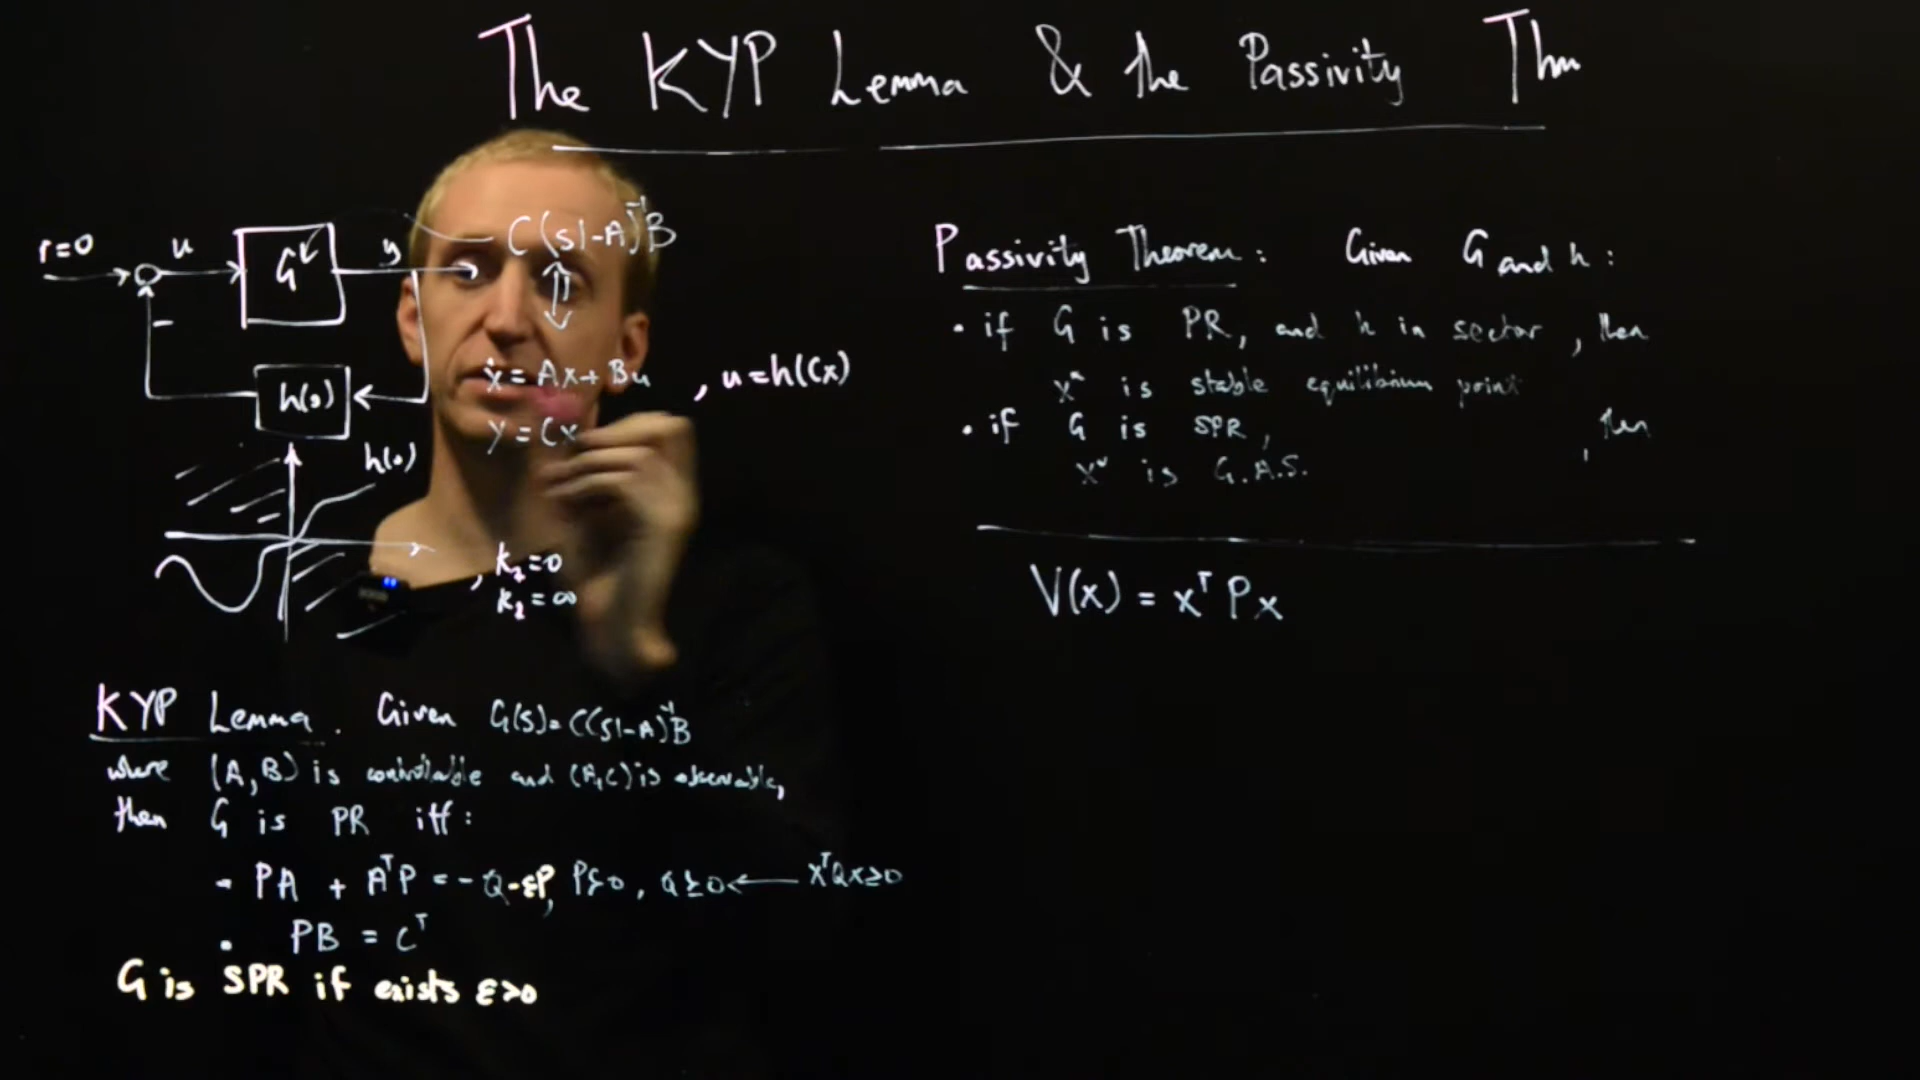 The KYP Lemma & the Passivity Thm
r=0
u
G
y
C(sI-A)⁻¹B
-
h(·)
ẋ = Ax + Bu , u = h(Cx)
y = Cx
h(·)
, k₁=0
k₂=∞
KYP Lemma. Given G(s)= C(sI-A)⁻¹B
where (A,B) is controllable and (A,C) is observable,
then G is PR iff:
- PA + AᵀP = -Q-εP, P≻0, Q⪰0 ← xᵀQx≥0
• PB = Cᵀ
G is SPR if exists ε>0
Passivity Theorem: Given G and h:
• if G is PR, and h in sector, then
x* is stable equilibrium point
• if G is SPR, , then
x* is G.A.S.
V(x) = xᵀPx